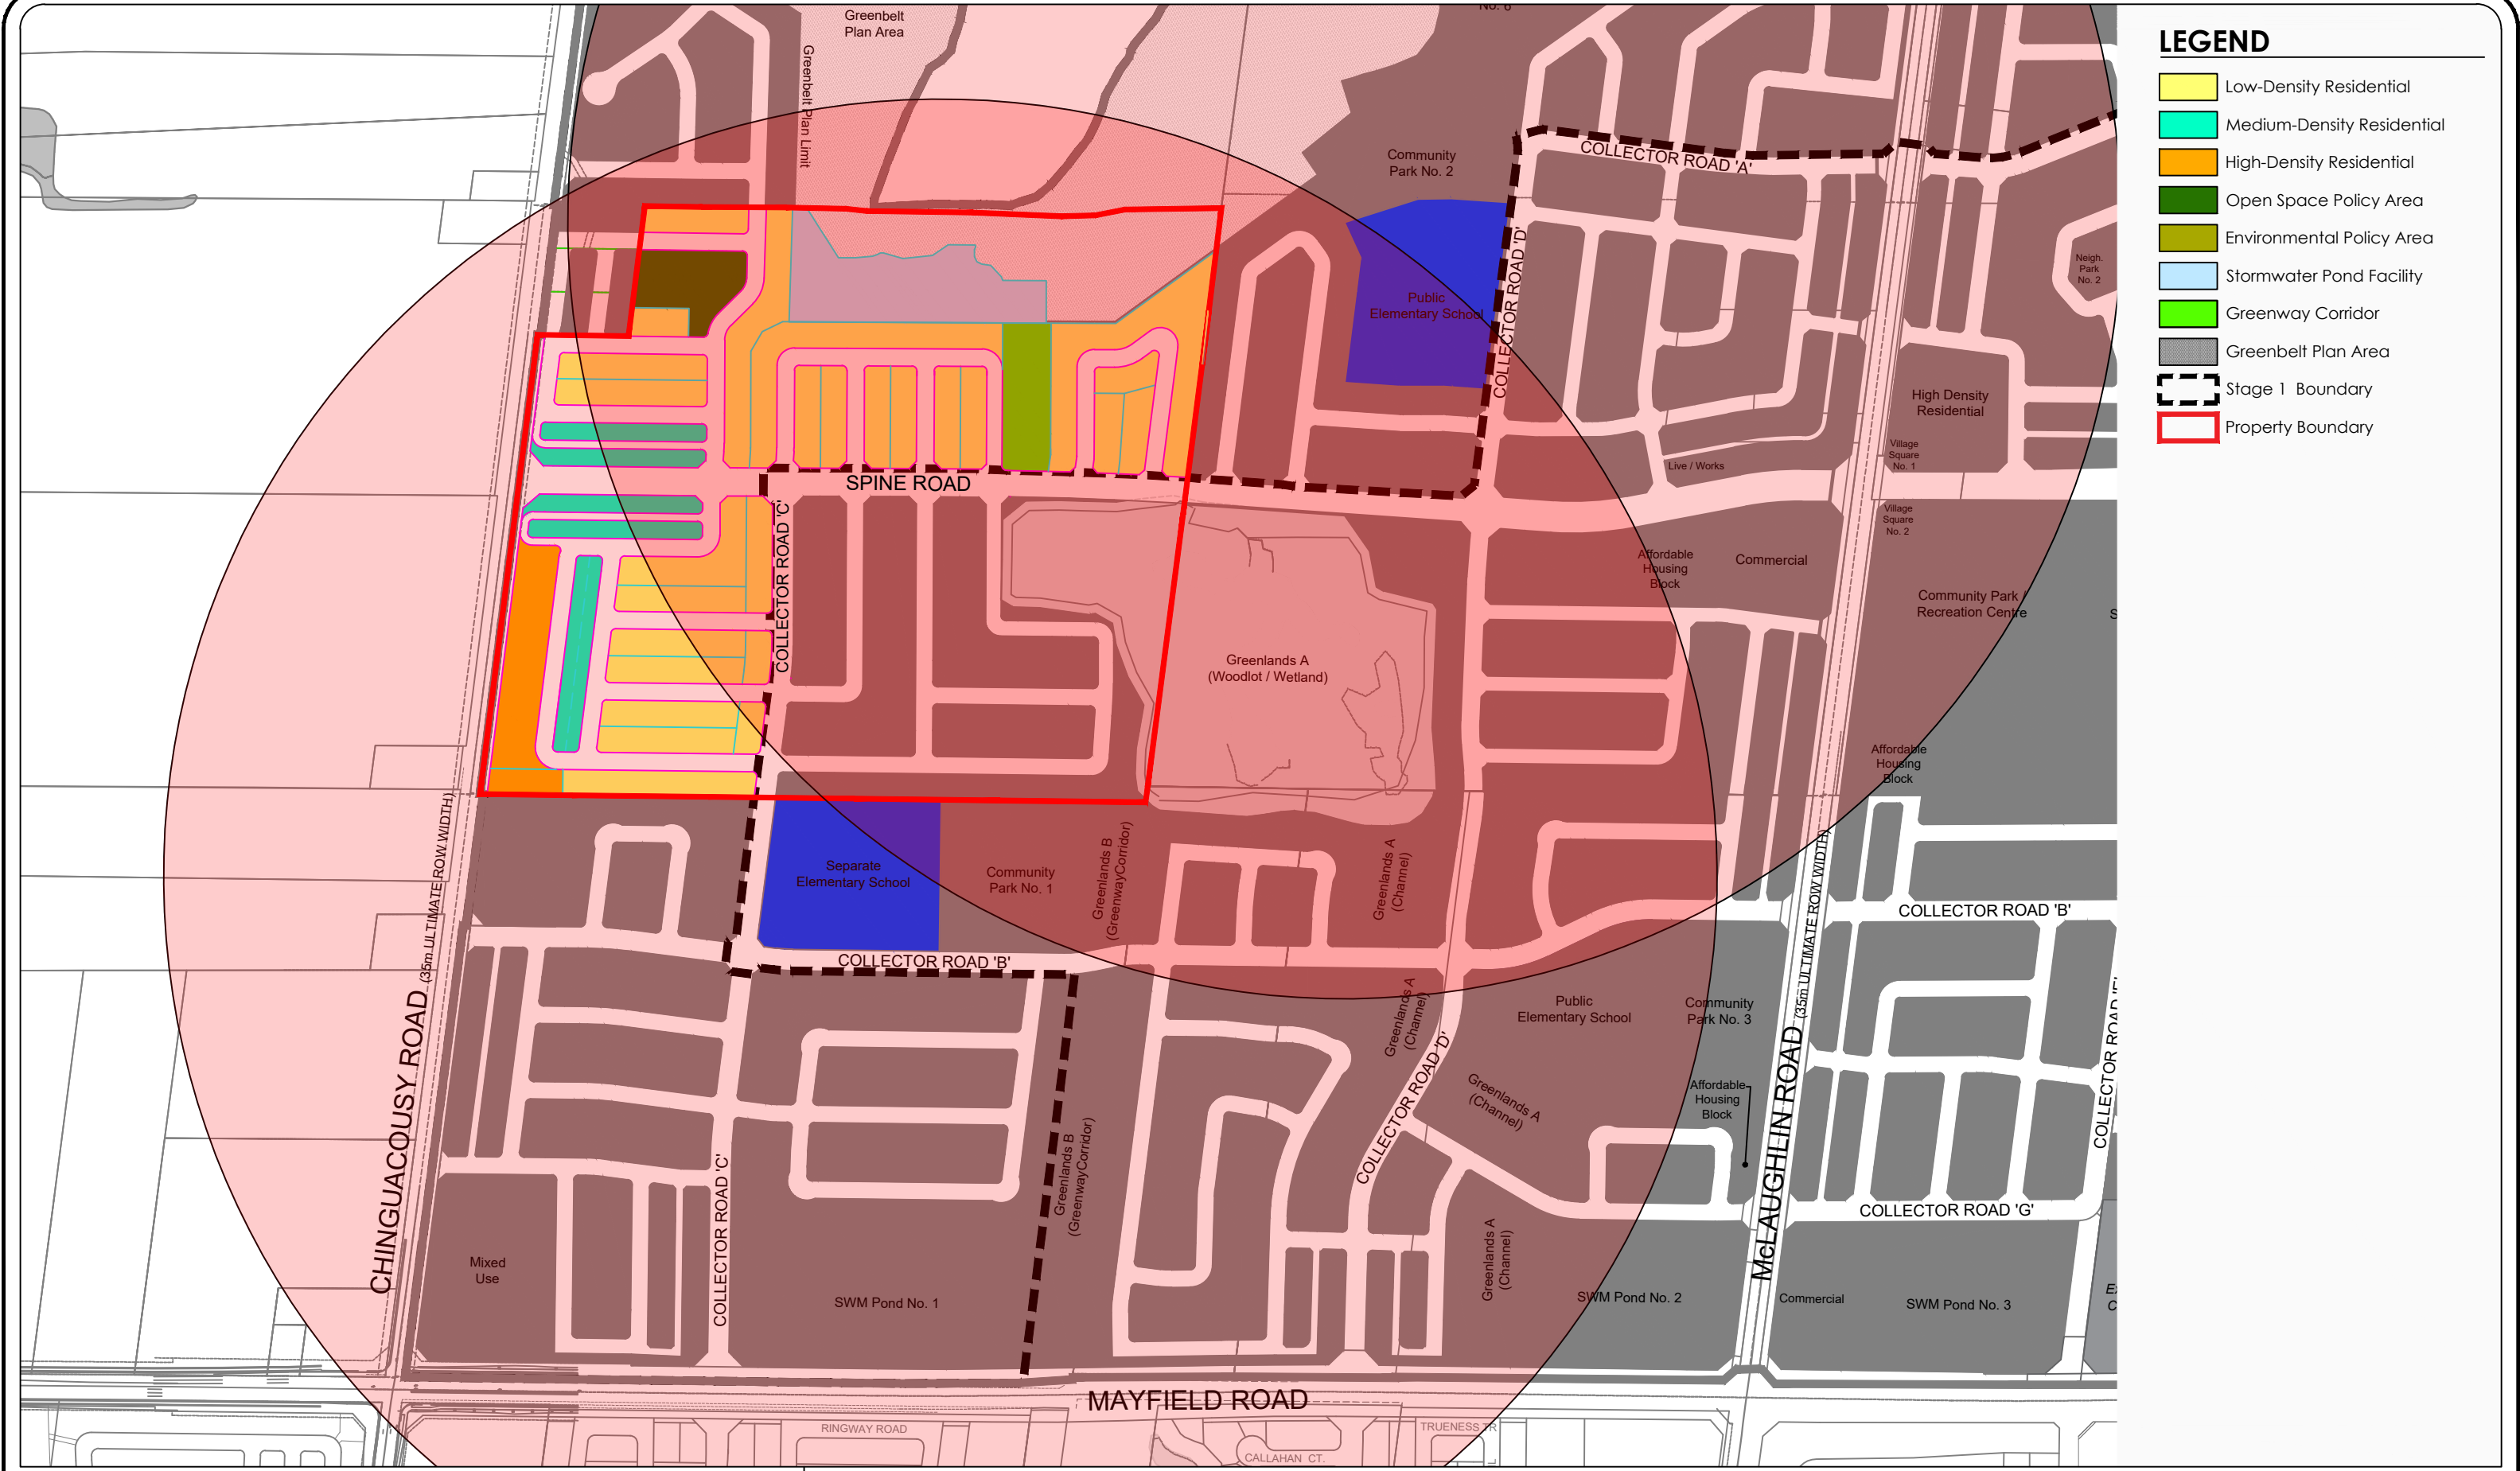 Greenbelt
Plan Area
Greenbelt Plan Limit
No. 6
Community
Park No. 2
COLLECTOR ROAD 'A'
COLLECTOR ROAD 'D'
Public
Elementary School
Neigh.
Park
No. 2
High Density
Residential
Village
Square
No. 1
Live / Works
SPINE ROAD
COLLECTOR ROAD 'C'
Village
Square
No. 2
Affordable
Housing
Block
Commercial
Community Park /
Recreation Centre
S
Greenlands A
(Woodlot / Wetland)
Affordable
Housing
Block
Separate
Elementary School
Community
Park No. 1
Greenlands B
(GreenwayCorridor)
Greenlands A
(Channel)
COLLECTOR ROAD 'B'
COLLECTOR ROAD 'B'
CHINGUACOUSY ROAD (35m ULTIMATE ROW WIDTH)
McLAUGHLIN ROAD (35m ULTIMATE ROW WIDTH)
Greenlands A
(Channel)
Public
Elementary School
Community
Park No. 3
COLLECTOR ROAD 'D'
Greenlands A
(Channel)
Affordable
Housing
Block
COLLECTOR ROAD
COLLECTOR ROAD 'C'
Greenlands B
(GreenwayCorridor)
COLLECTOR ROAD 'G'
Greenlands A
(Channel)
Mixed
Use
SWM Pond No. 1
SWM Pond No. 2
Commercial
SWM Pond No. 3
MAYFIELD ROAD
RINGWAY ROAD
CALLAHAN CT.
TRUENESS TR
LEGEND
Low-Density Residential
Medium-Density Residential
High-Density Residential
Open Space Policy Area
Environmental Policy Area
Stormwater Pond Facility
Greenway Corridor
Greenbelt Plan Area
Stage 1 Boundary
Property Boundary